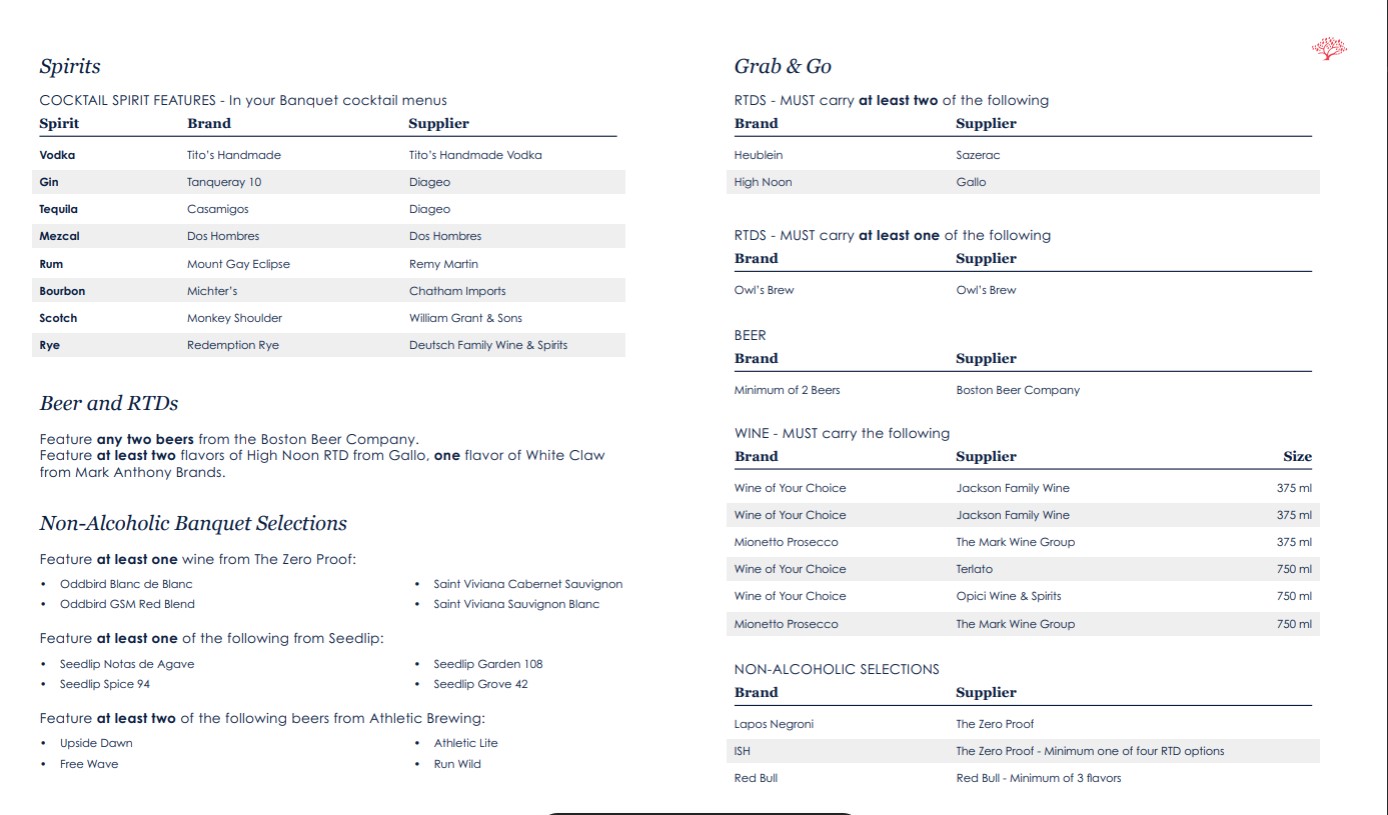 Spirits
COCKTAIL SPIRIT FEATURES - In your Banquet cocktail menus
Spirit Brand Supplier
Vodka Tito's Handmade Tito's Handmade Vodka
Gin Tanqueray 10 Diageo
Tequila Casamigos Diageo
Mezcal Dos Hombres Dos Hombres
Rum Mount Gay Eclipse Remy Martin
Bourbon Michter's Chatham Imports
Scotch Monkey Shoulder William Grant & Sons
Rye Redemption Rye Deutsch Family Wine & Spirits
Beer and RTDs
Feature any two beers from the Boston Beer Company.
Feature at least two flavors of High Noon RTD from Gallo, one flavor of White Claw
from Mark Anthony Brands.
Non-Alcoholic Banquet Selections
Feature at least one wine from The Zero Proof:
• Oddbird Blanc de Blanc • Saint Viviana Cabernet Sauvignon
• Oddbird GSM Red Blend • Saint Viviana Sauvignon Blanc
Feature at least one of the following from Seedlip:
• Seedlip Notas de Agave • Seedlip Garden 108
• Seedlip Spice 94 • Seedlip Grove 42
Feature at least two of the following beers from Athletic Brewing:
• Upside Dawn • Athletic Lite
• Free Wave • Run Wild
Grab & Go
RTDS - MUST carry at least two of the following
Brand Supplier
Heublein Sazerac
High Noon Gallo
RTDS - MUST carry at least one of the following
Brand Supplier
Owl's Brew Owl's Brew
BEER
Brand Supplier
Minimum of 2 Beers Boston Beer Company
WINE - MUST carry the following
Brand Supplier Size
Wine of Your Choice Jackson Family Wine 375 ml
Wine of Your Choice Jackson Family Wine 375 ml
Mionetto Prosecco The Mark Wine Group 375 ml
Wine of Your Choice Terlato 750 ml
Wine of Your Choice Opici Wine & Spirits 750 ml
Mionetto Prosecco The Mark Wine Group 750 ml
NON-ALCOHOLIC SELECTIONS
Brand Supplier
Lapos Negroni The Zero Proof
ISH The Zero Proof - Minimum one of four RTD options
Red Bull Red Bull - Minimum of 3 flavors